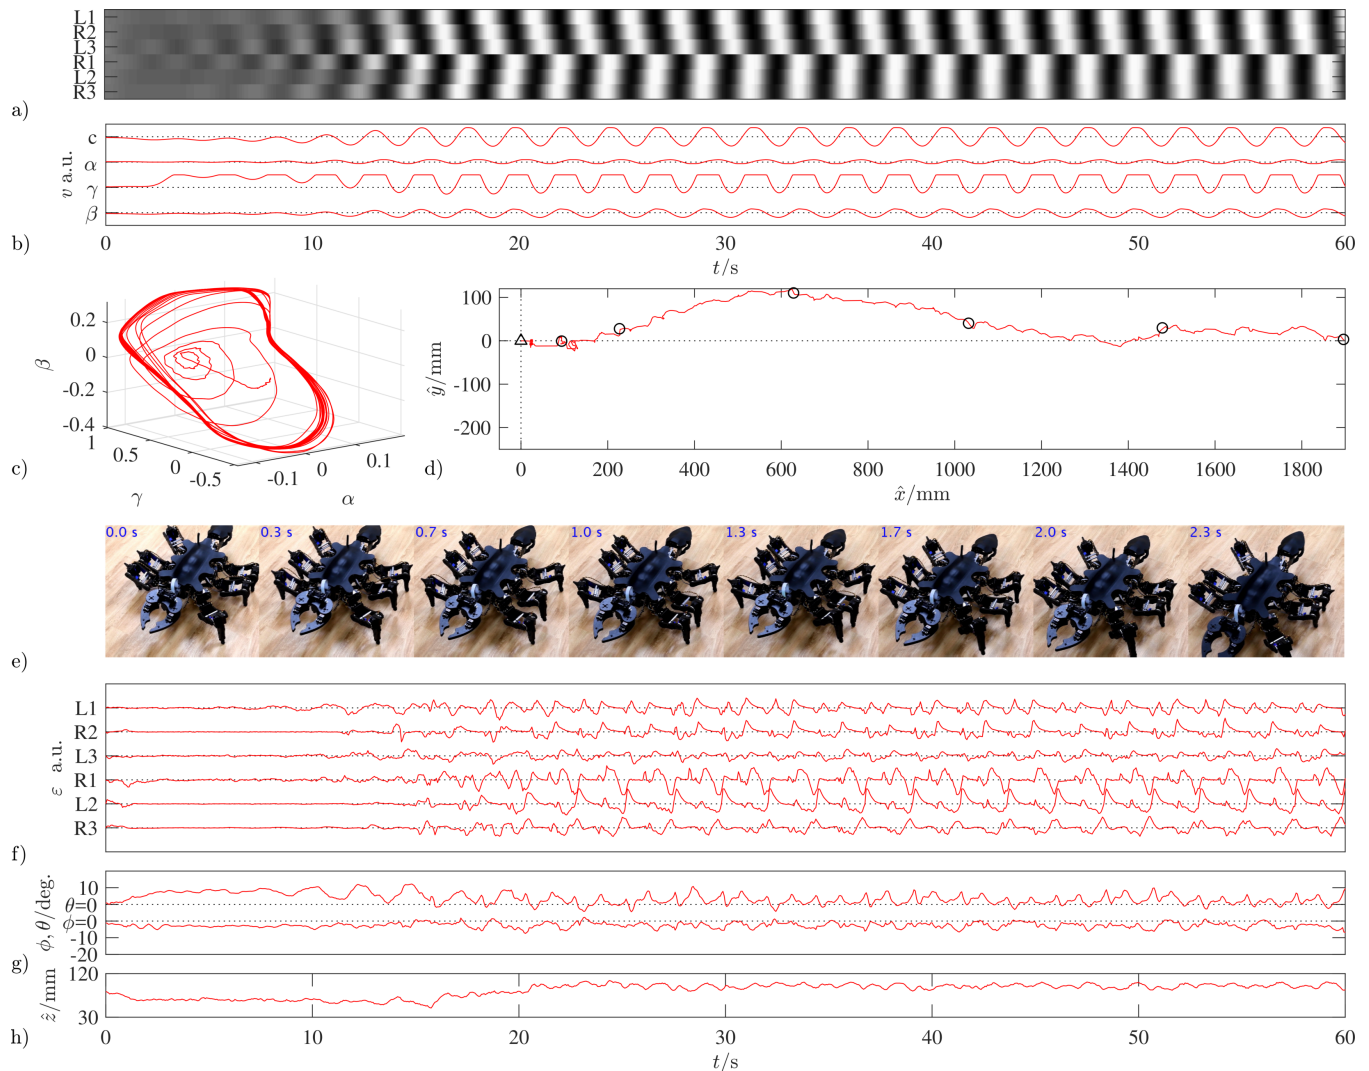 L1
R2
L3
R1
L2
R3
a)
c
α
γ
β
v a.u.
0 10 20 30 40 50 60
t/s
b)
0.2
0
-0.2
-0.4
β
1 0.5 0 -0.5
γ
-0.1 0 0.1
α
c)
100
0
-100
-200
ŷ/mm
0 200 400 600 800 1000 1200 1400 1600 1800
x̂/mm
d)
0.0 s 0.3 s 0.7 s 1.0 s 1.3 s 1.7 s 2.0 s 2.3 s
e)
L1
R2
L3
R1
L2
R3
ε a.u.
f)
10
θ=0
ϕ=0
-10
-20
ϕ, θ/deg.
g)
120
30
ẑ/mm
h)
0 10 20 30 40 50 60
t/s